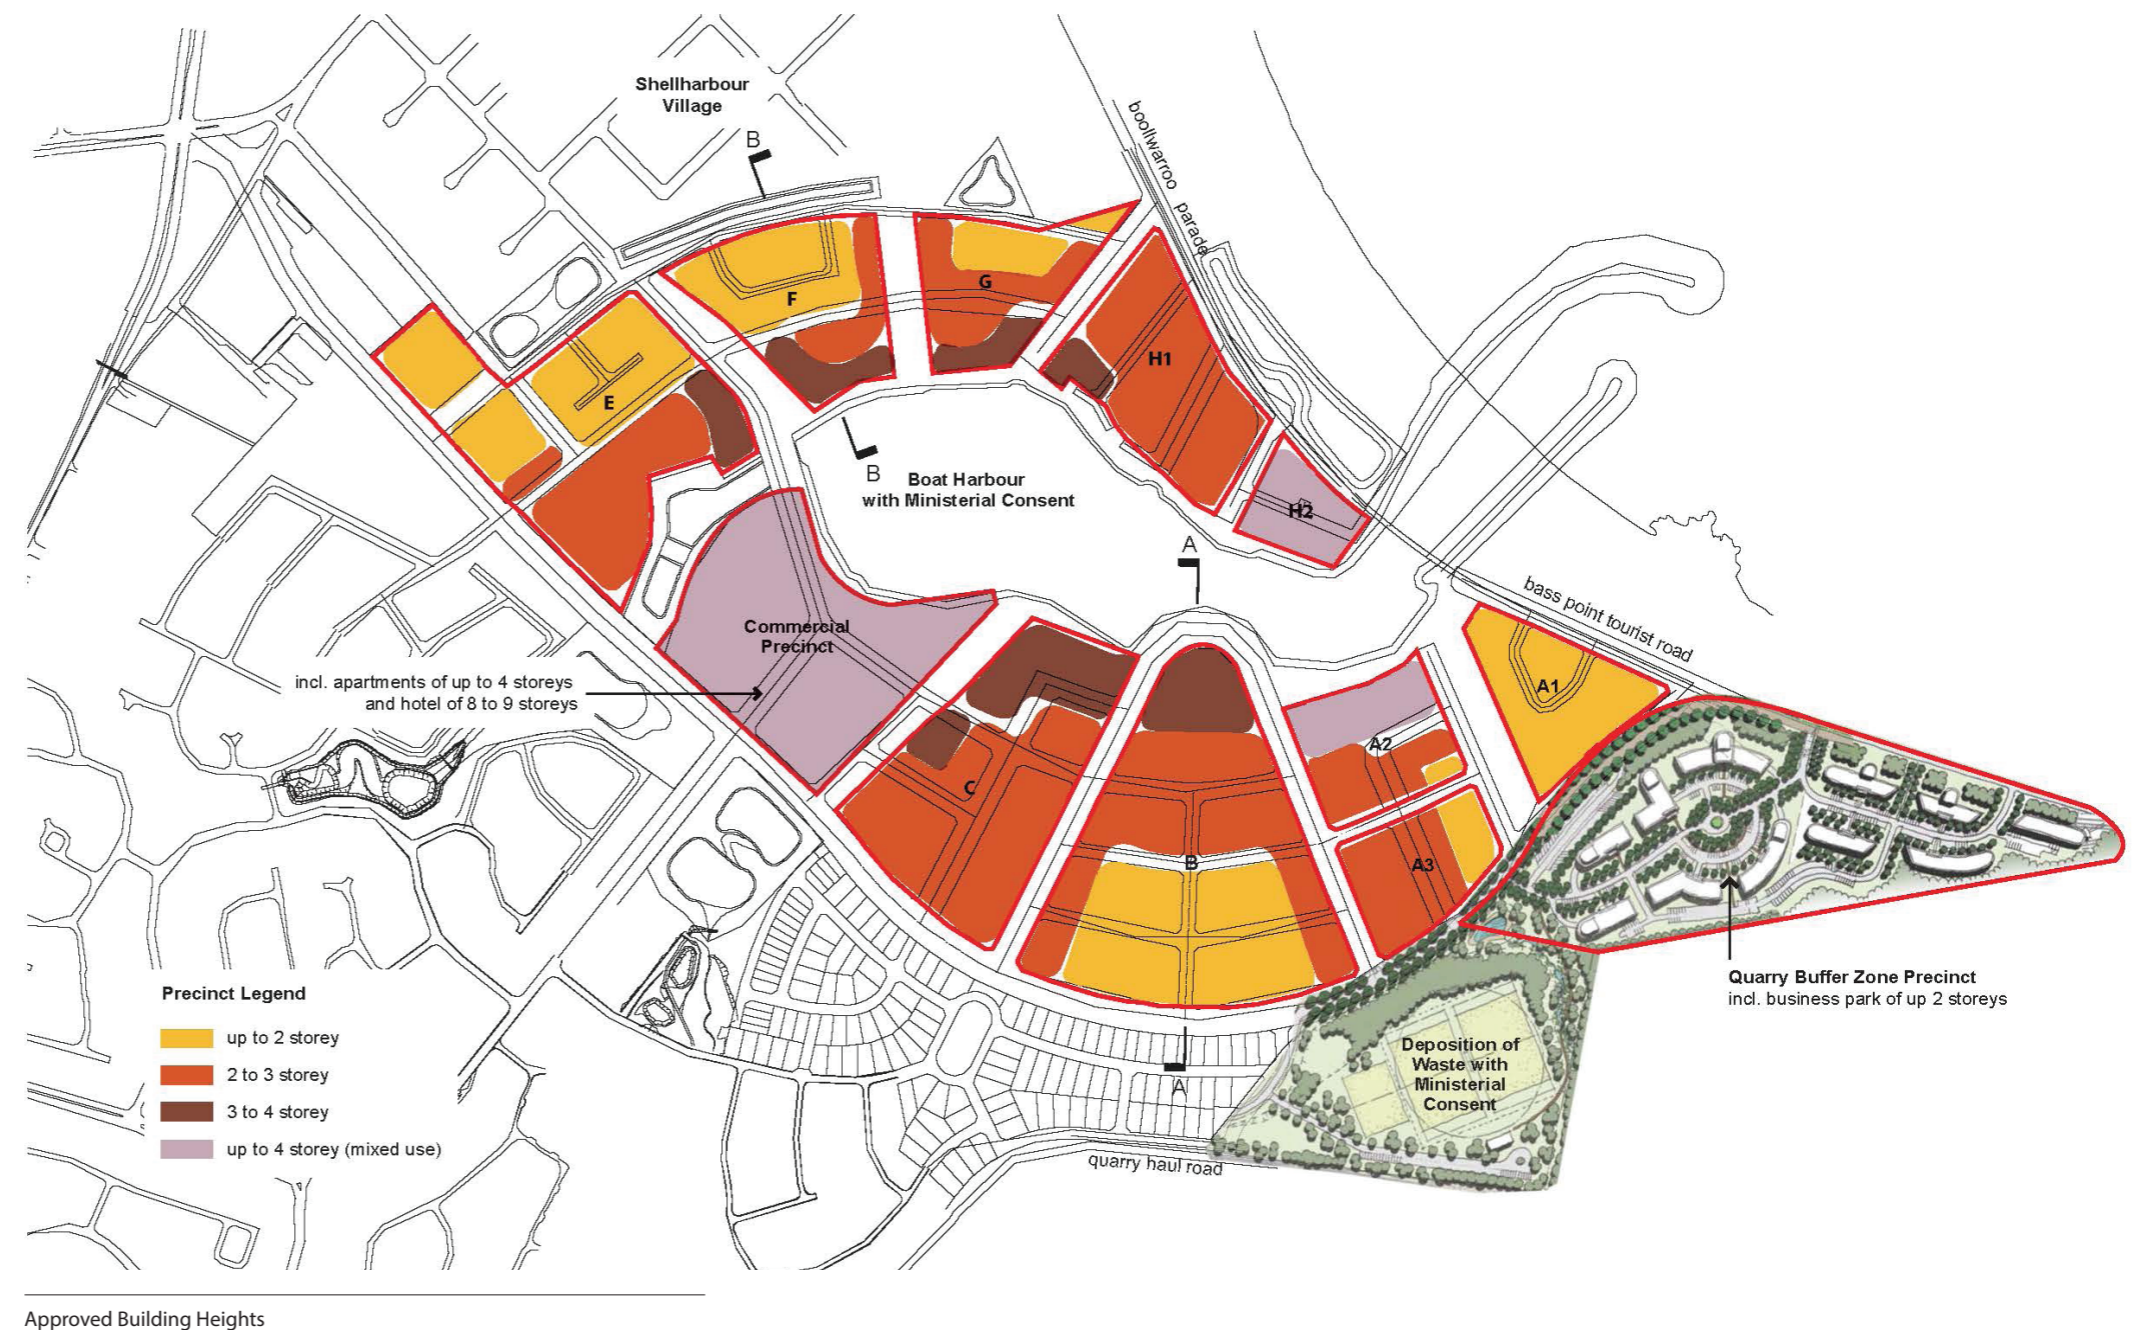 Shellharbour
Village
B
boollwarroo parade
F
G
H1
E
B
Boat Harbour
with Ministerial Consent
H2
A
bass point tourist road
Commercial
Precinct
incl. apartments of up to 4 storeys
and hotel of 8 to 9 storeys
A1
A2
C
B
A3
Quarry Buffer Zone Precinct
incl. business park of up 2 storeys
Precinct Legend
up to 2 storey
2 to 3 storey
3 to 4 storey
up to 4 storey (mixed use)
Deposition of
Waste with
Ministerial
Consent
A
quarry haul road
Approved Building Heights